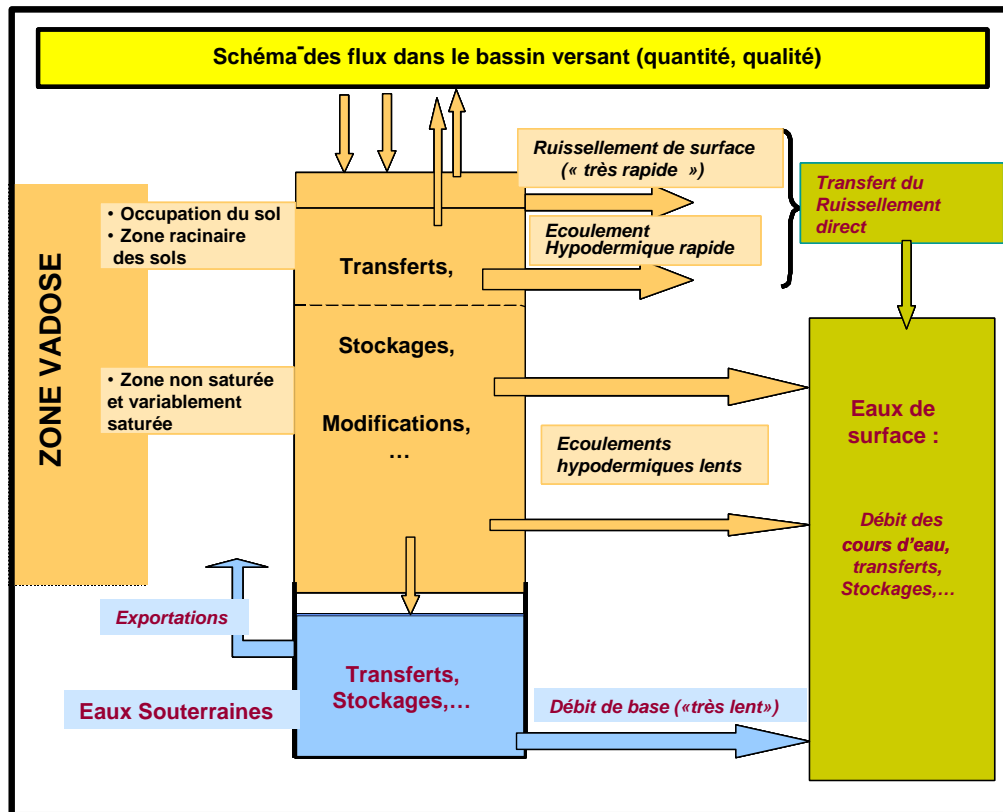 Schéma des flux dans le bassin versant (quantité, qualité)
Ruissellement de surface
(« très rapide »)
Transfert du
Ruissellement
direct
• Occupation du sol
• Zone racinaire
des sols
Ecoulement
Hypodermique rapide
ZONE VADOSE
Transferts,
Stockages,
Modifications,
…
• Zone non saturée
et variablement
saturée
Ecoulements
hypodermiques lents
Eaux de
surface :
Débit des
cours d’eau,
transferts,
Stockages,…
Exportations
Eaux Souterraines
Transferts,
Stockages,…
Débit de base («très lent»)